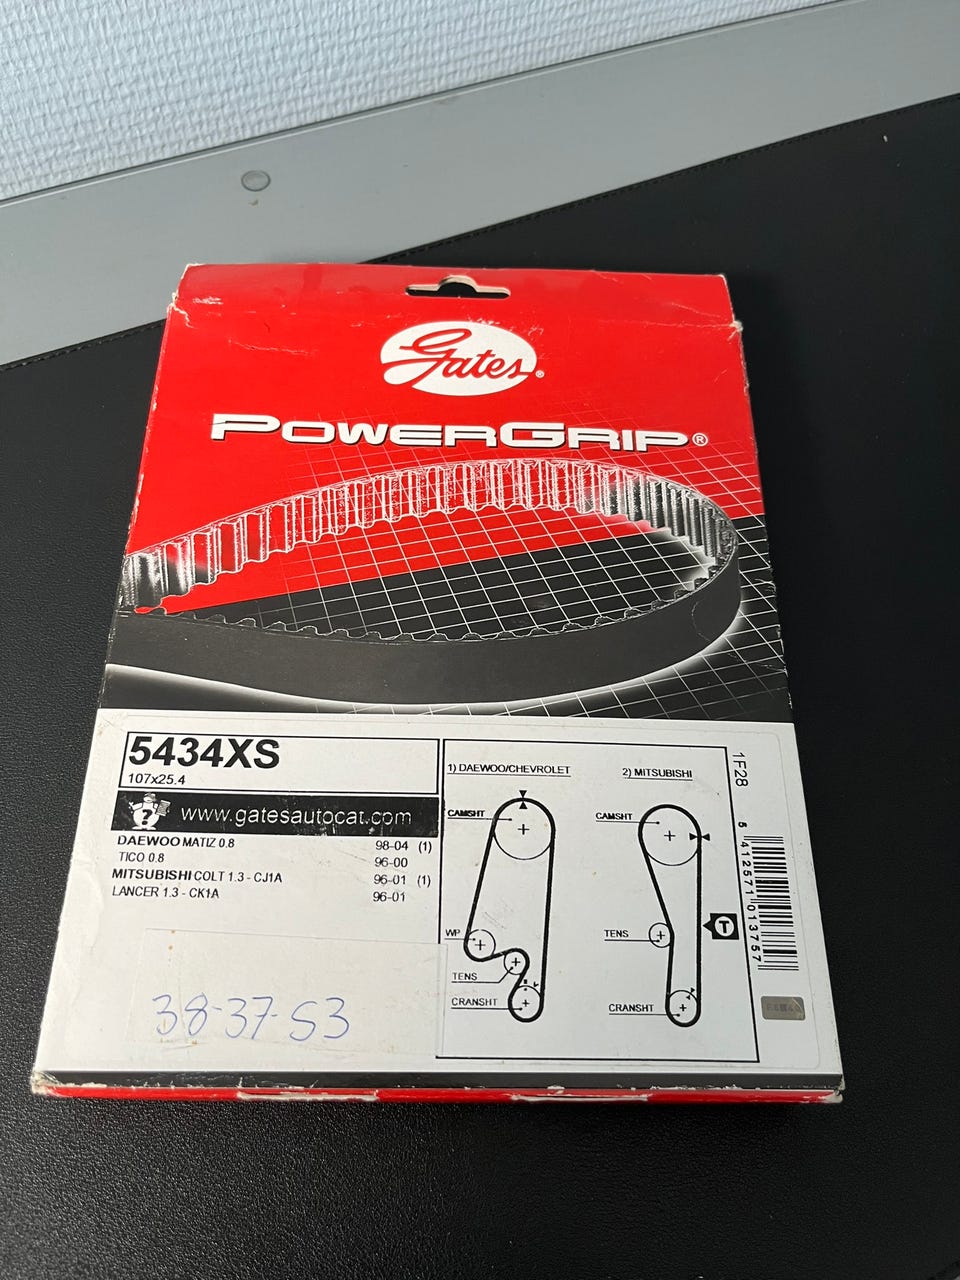 Gates®
POWERGRIP®
5434XS
107x25.4
www.gatesautocat.com
DAEWOO MATIZ 0.8 98-04 (1)
TICO 0.8 96-00
MITSUBISHI COLT 1.3 - CJ1A 96-01 (1)
LANCER 1.3 - CK1A 96-01
38-37-53
1) DAEWOO/CHEVROLET
CAMSHT
WP
TENS
CRANSHT
2) MITSUBISHI
CAMSHT
TENS
CRANSHT
T
1F28
5 412571 013757